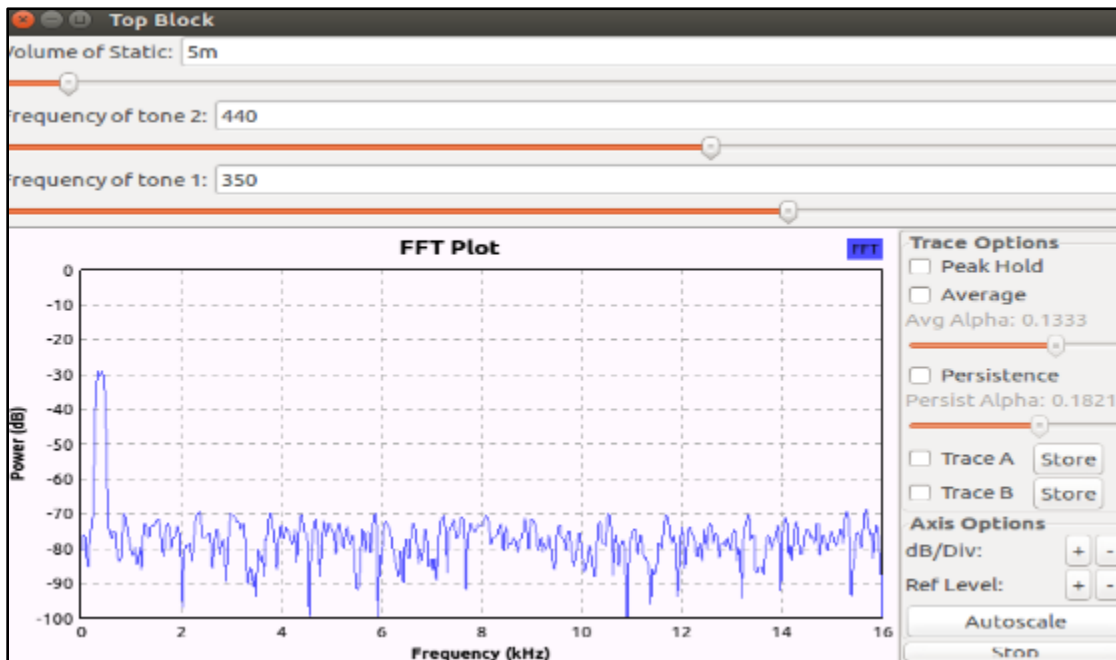 Top Block
Volume of Static: 5m
Frequency of tone 2: 440
Frequency of tone 1: 350
FFT Plot
FFT
Trace Options
Peak Hold
Average
Avg Alpha: 0.1333
Persistence
Persist Alpha: 0.1821
Trace A Store
Trace B Store
Axis Options
dB/Div: + -
Ref Level: + -
Autoscale
Stop
Power (dB)
0
-10
-20
-30
-40
-50
-60
-70
-80
-90
-100
0 2 4 6 8 10 12 14 16
Frequency (kHz)